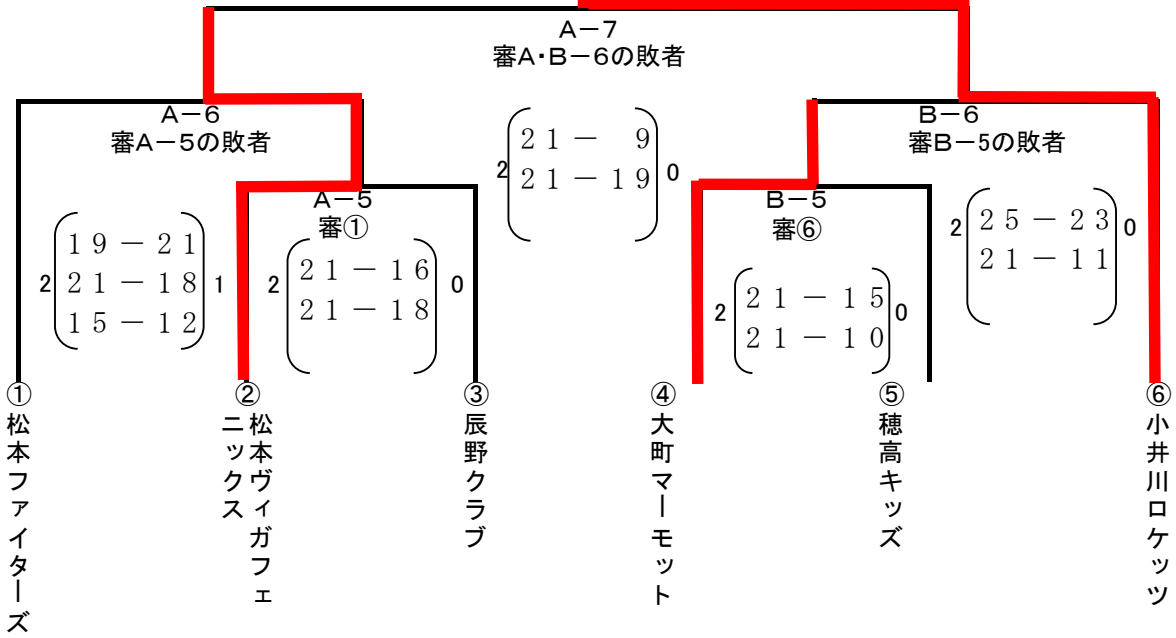 A－7
審A・B－6の敗者
A－6
審A－5の敗者
B－6
審B－5の敗者
2 21－ 9 0
21－19
A－5
審①
B－5
審⑥
2 19－21 1
21－18
15－12
2 21－16 0
21－18
2 21－15 0
21－10
2 25－23 0
21－11
①
松本ファイターズ
②
松本ヴィガフェ
ニックス
③
辰野クラブ
④
大町マーモット
⑤
穂高キッズ
⑥
小井川ロケッツ